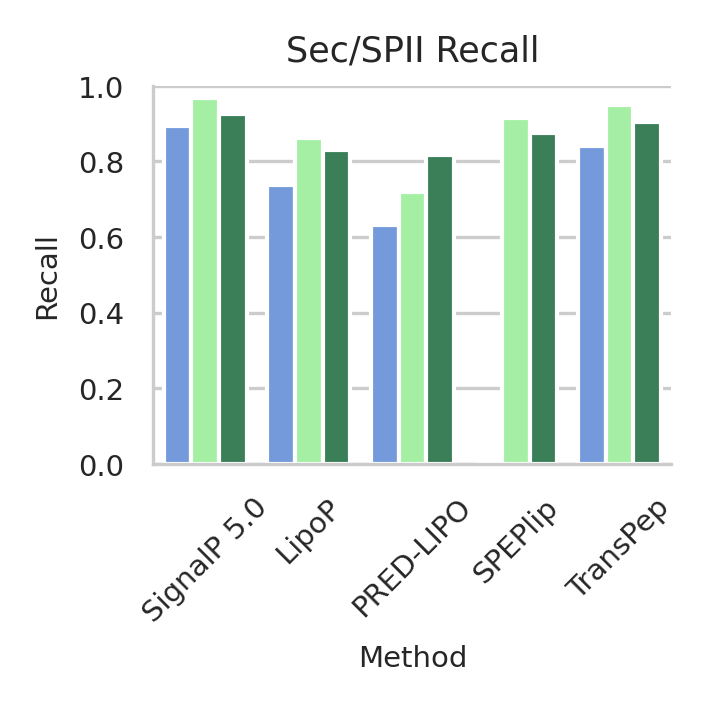 Sec/SPII Recall
1.0
0.8
0.6
0.4
0.2
0.0
Recall
SignalP 5.0
LipoP
PRED-LIPO
SPEPlip
TransPep
Method